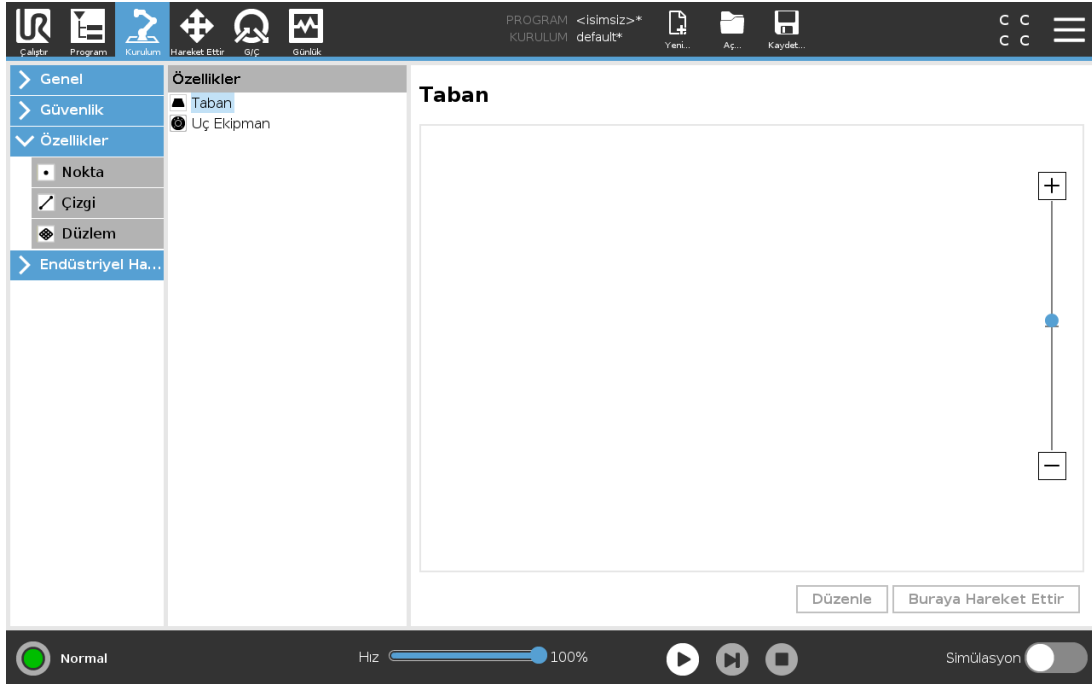 Çalıştır
Program
Kurulum
Hareket Ettir
G/Ç
Günlük
PROGRAM <isimsiz>*
KURULUM default*
Yeni...
Aç...
Kaydet...
C C
C C
Genel
Güvenlik
Özellikler
Nokta
Çizgi
Düzlem
Endüstriyel Ha...
Özellikler
Taban
Uç Ekipman
Taban
Düzenle
Buraya Hareket Ettir
Normal
Hız
100%
Simülasyon